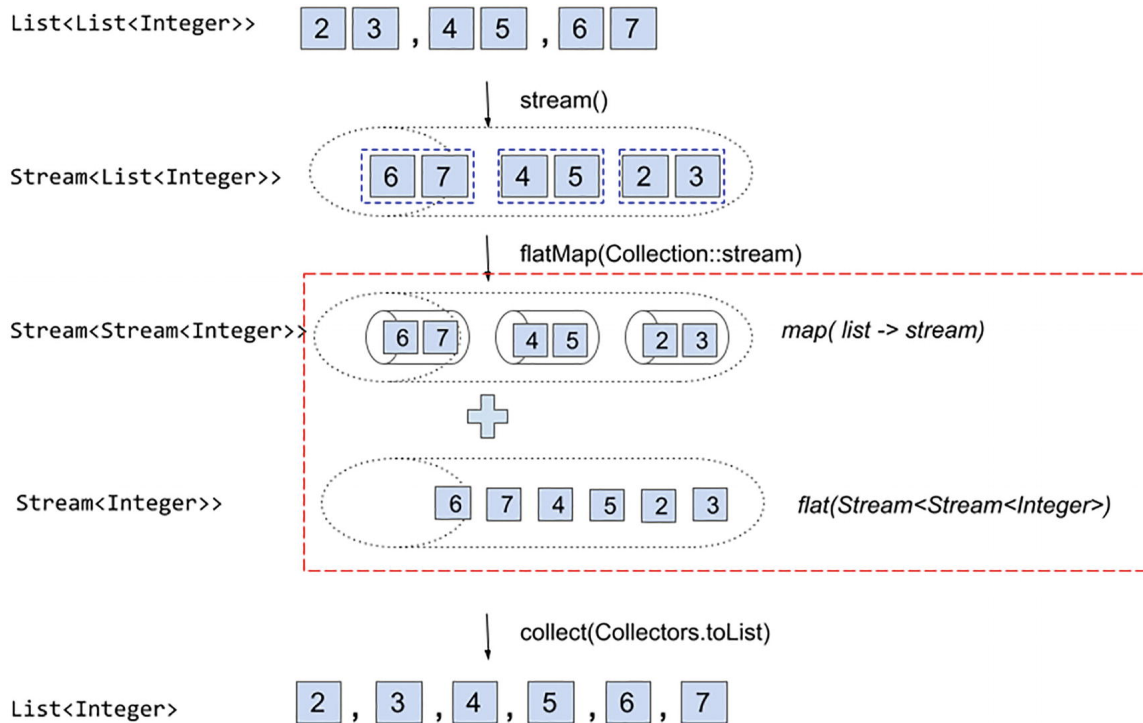 List<List<Integer>> 2 3 , 4 5 , 6 7
stream()
Stream<List<Integer>> 6 7 4 5 2 3
flatMap(Collection::stream)
Stream<Stream<Integer>> 6 7 4 5 2 3 map( list -> stream)
Stream<Integer>> 6 7 4 5 2 3 flat(Stream<Stream<Integer>)
collect(Collectors.toList)
List<Integer> 2 , 3 , 4 , 5 , 6 , 7